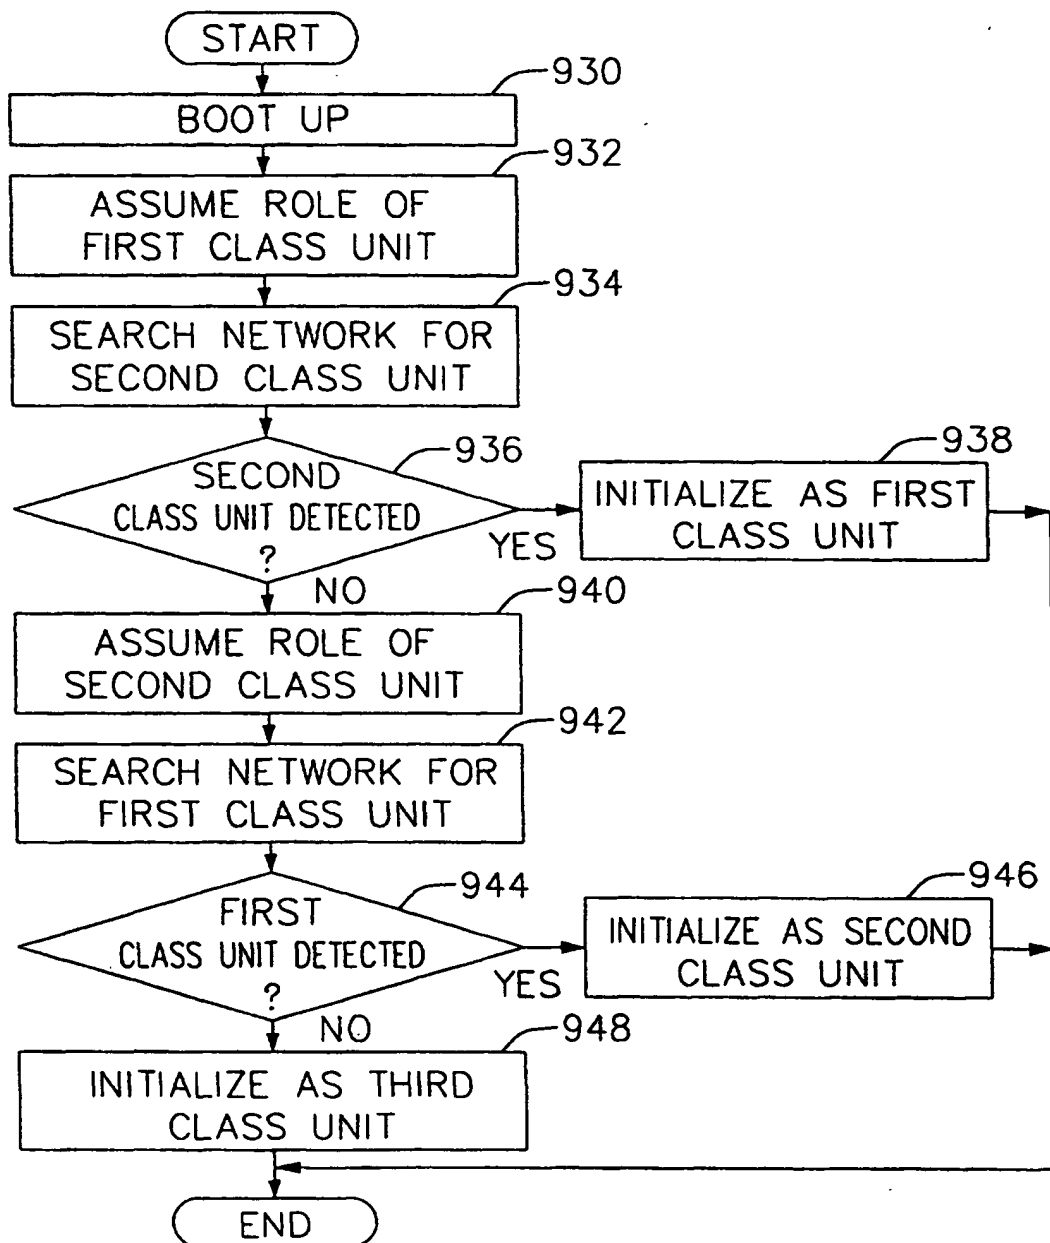 START
930
BOOT UP
932
ASSUME ROLE OF
FIRST CLASS UNIT
934
SEARCH NETWORK FOR
SECOND CLASS UNIT
936
SECOND
CLASS UNIT DETECTED
?
YES
NO
938
INITIALIZE AS FIRST
CLASS UNIT
940
ASSUME ROLE OF
SECOND CLASS UNIT
942
SEARCH NETWORK FOR
FIRST CLASS UNIT
944
FIRST
CLASS UNIT DETECTED
?
YES
NO
946
INITIALIZE AS SECOND
CLASS UNIT
948
INITIALIZE AS THIRD
CLASS UNIT
END